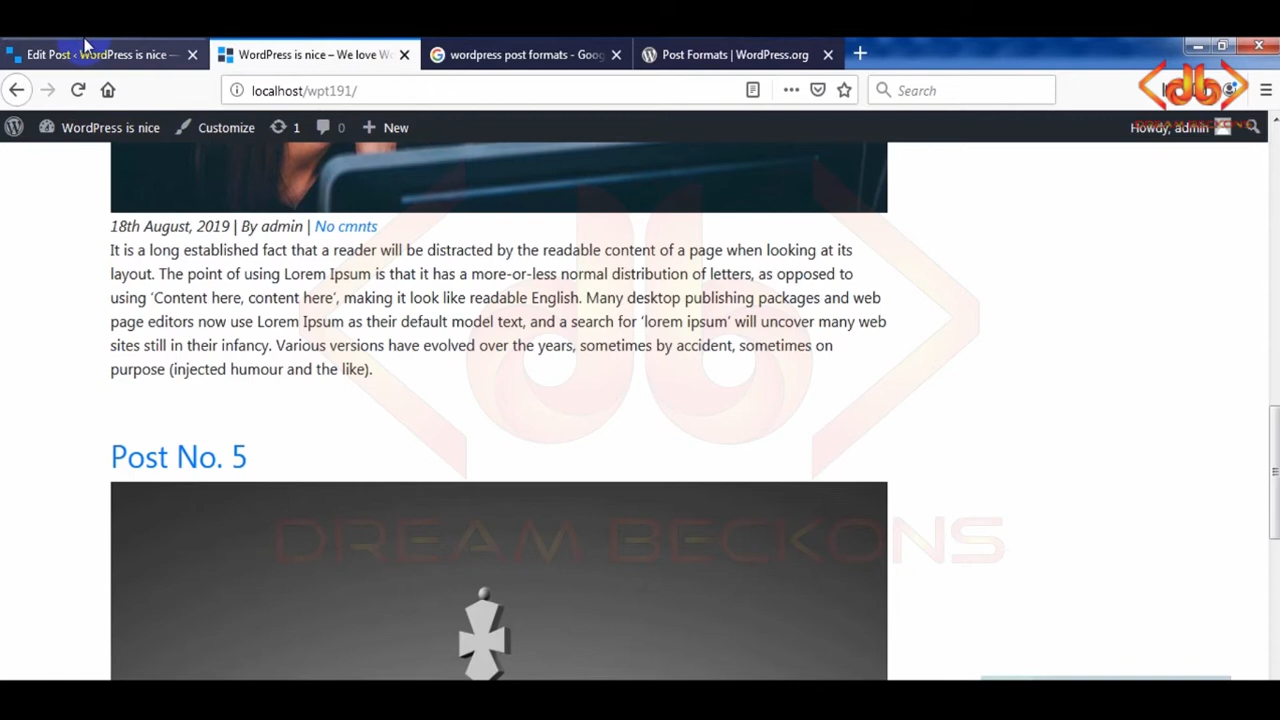 Edit Post ‹ WordPress is nice —
WordPress is nice – We love Wo
wordpress post formats - Goog
Post Formats | WordPress.org
localhost/wpt191/
Search
WordPress is nice
Customize
1
0
New
Howdy, admin
18th August, 2019 | By admin | No cmnts
It is a long established fact that a reader will be distracted by the readable content of a page when looking at its
layout. The point of using Lorem Ipsum is that it has a more-or-less normal distribution of letters, as opposed to
using ‘Content here, content here’, making it look like readable English. Many desktop publishing packages and web
page editors now use Lorem Ipsum as their default model text, and a search for ‘lorem ipsum’ will uncover many web
sites still in their infancy. Various versions have evolved over the years, sometimes by accident, sometimes on
purpose (injected humour and the like).
Post No. 5
DREAM BECKONS
db
DREAM BECKONS